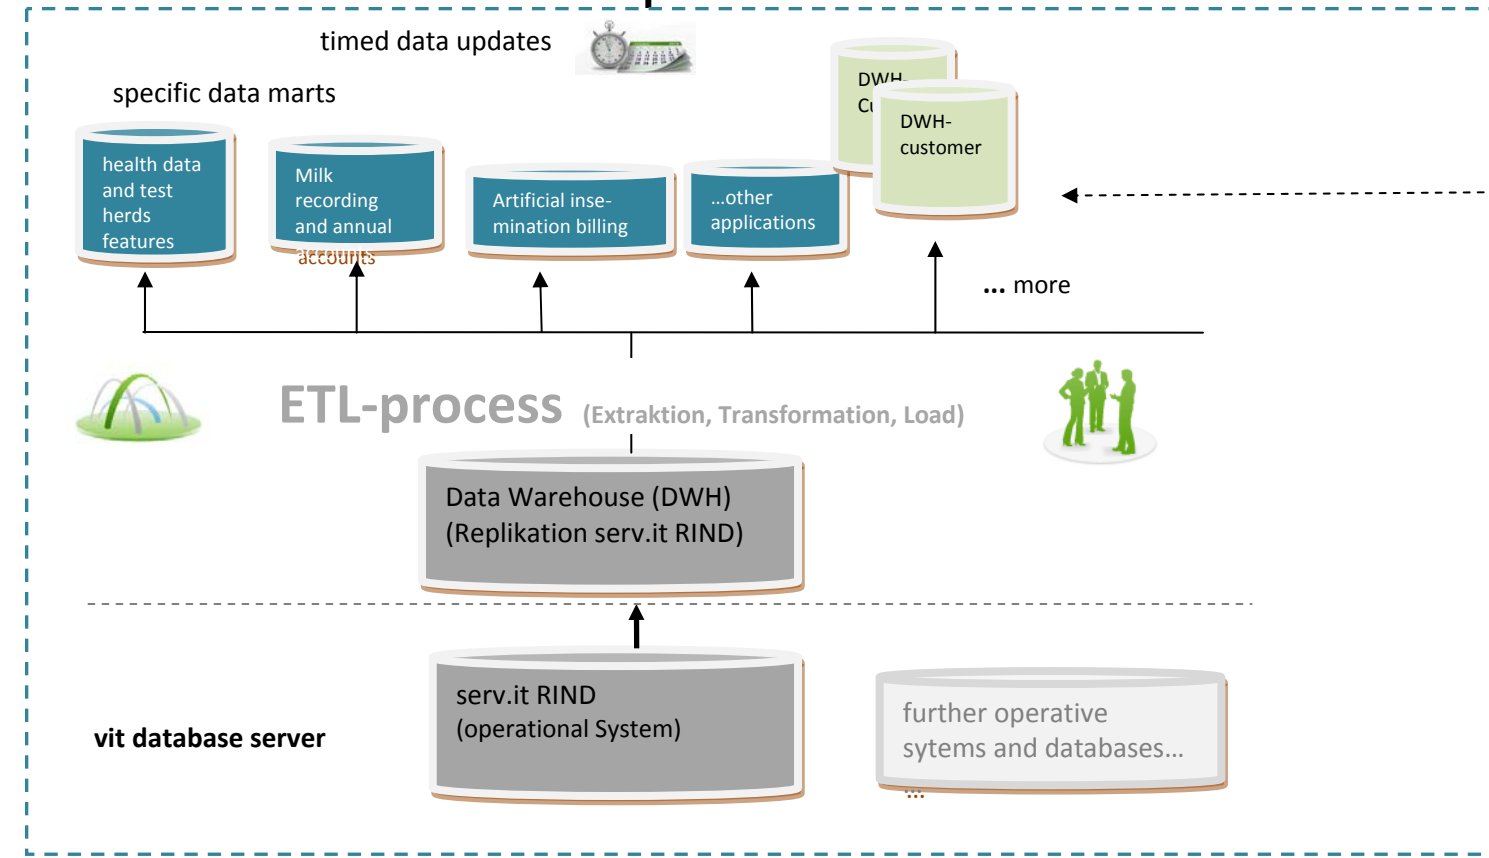 timed data updates
specific data marts
health data
and test
herds
features
Milk
recording
and annual
accounts
Artificial inse-
mination billing
...other
applications
DWH-
Cu
DWH-
customer
... more
ETL-process (Extraktion, Transformation, Load)
Data Warehouse (DWH)
(Replikation serv.it RIND)
serv.it RIND
(operational System)
vit database server
further operative
sytems and databases...
...